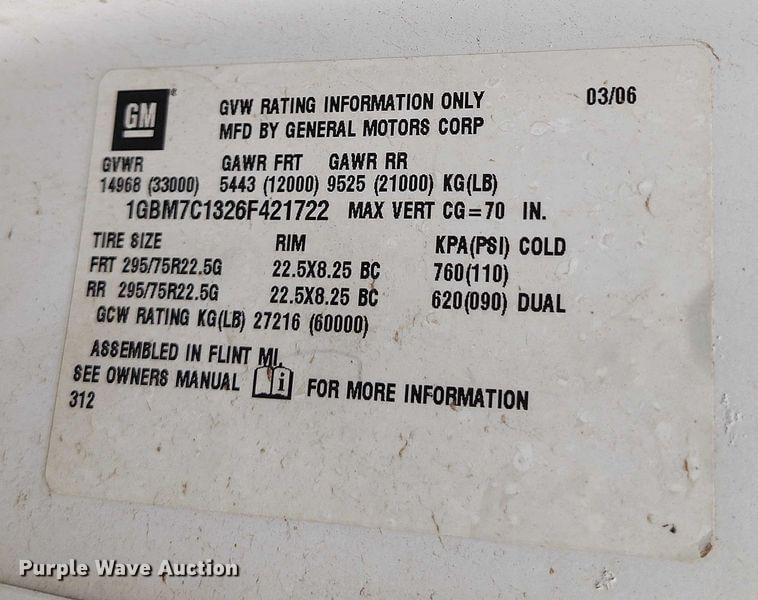 GM®
GVW RATING INFORMATION ONLY 03/06
MFD BY GENERAL MOTORS CORP
GVWR GAWR FRT GAWR RR
14968 (33000) 5443 (12000) 9525 (21000) KG(LB)
1GBM7C1326F421722 MAX VERT CG=70 IN.
TIRE SIZE RIM KPA(PSI) COLD
FRT 295/75R22.5G 22.5X8.25 BC 760(110)
RR 295/75R22.5G 22.5X8.25 BC 620(090) DUAL
GCW RATING KG(LB) 27216 (60000)
ASSEMBLED IN FLINT MI.
SEE OWNERS MANUAL i FOR MORE INFORMATION
312
Purple Wave Auction